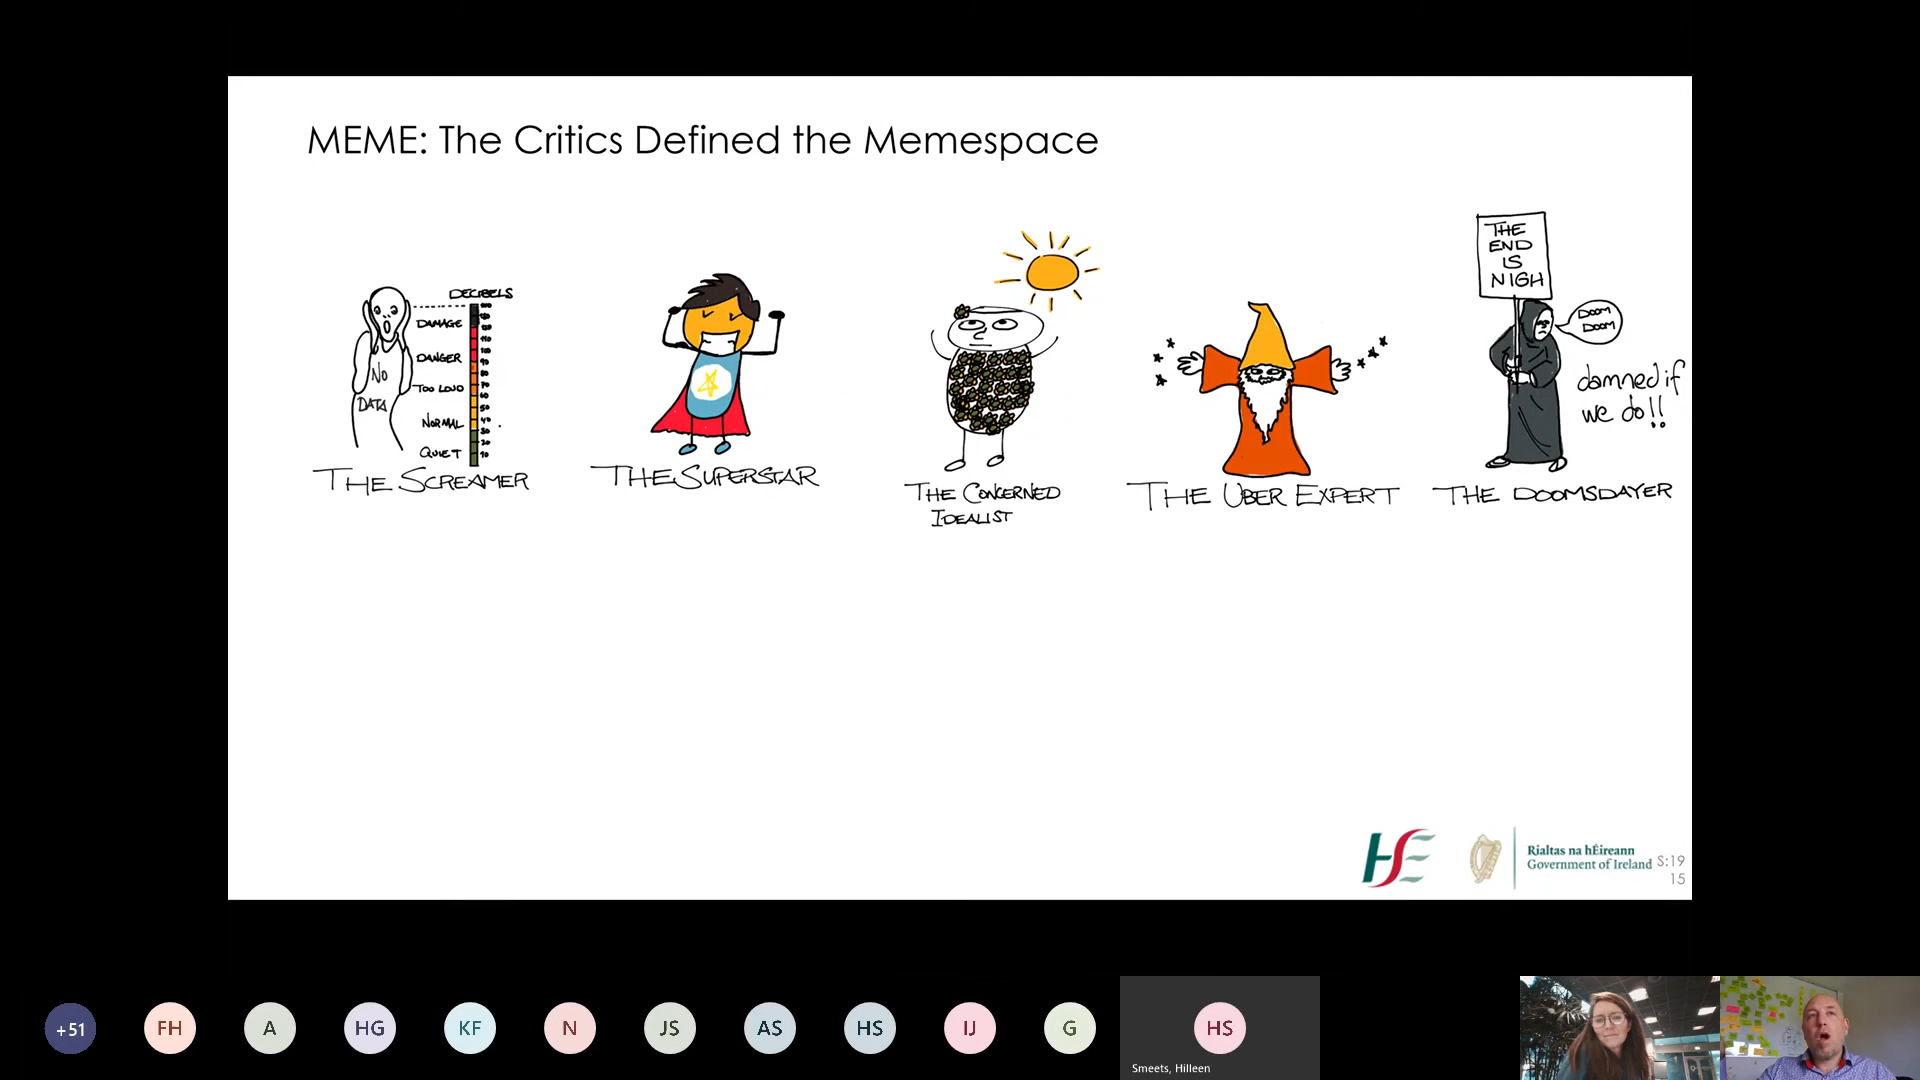 MEME: The Critics Defined the Memespace
DECIBELS
DAMAGE
DANGER
TOO LOUD
NORMAL
QUIET
NO
DATA
THE SCREAMER
THE SUPERSTAR
THE CONCERNED
IDEALIST
THE UBER EXPERT
THE
END
IS
NIGH
DOOM
DOOM
damned if
we do!!
THE DOOMSDAYER
HSE
Rialtas na hÉireann
Government of Ireland
S:19
15
+51
FH
A
HG
KF
N
JS
AS
HS
IJ
G
HS
Smeets, Hilleen